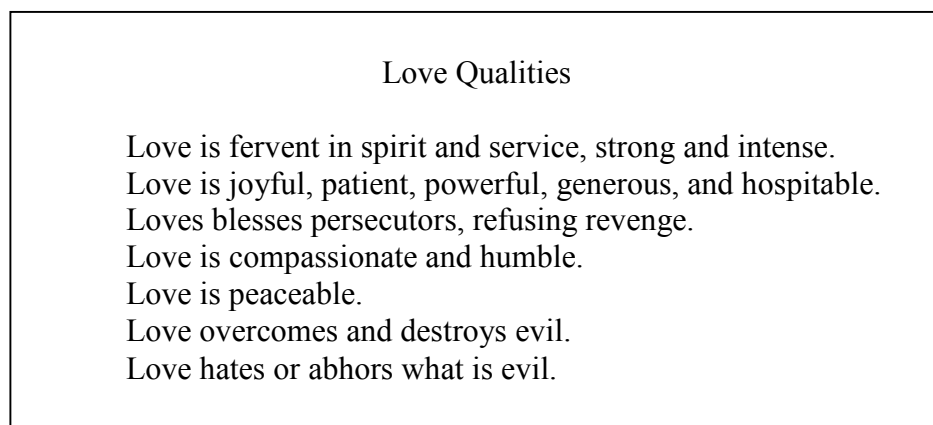 Love Qualities
Love is fervent in spirit and service, strong and intense.
Love is joyful, patient, powerful, generous, and hospitable.
Loves blesses persecutors, refusing revenge.
Love is compassionate and humble.
Love is peaceable.
Love overcomes and destroys evil.
Love hates or abhors what is evil.